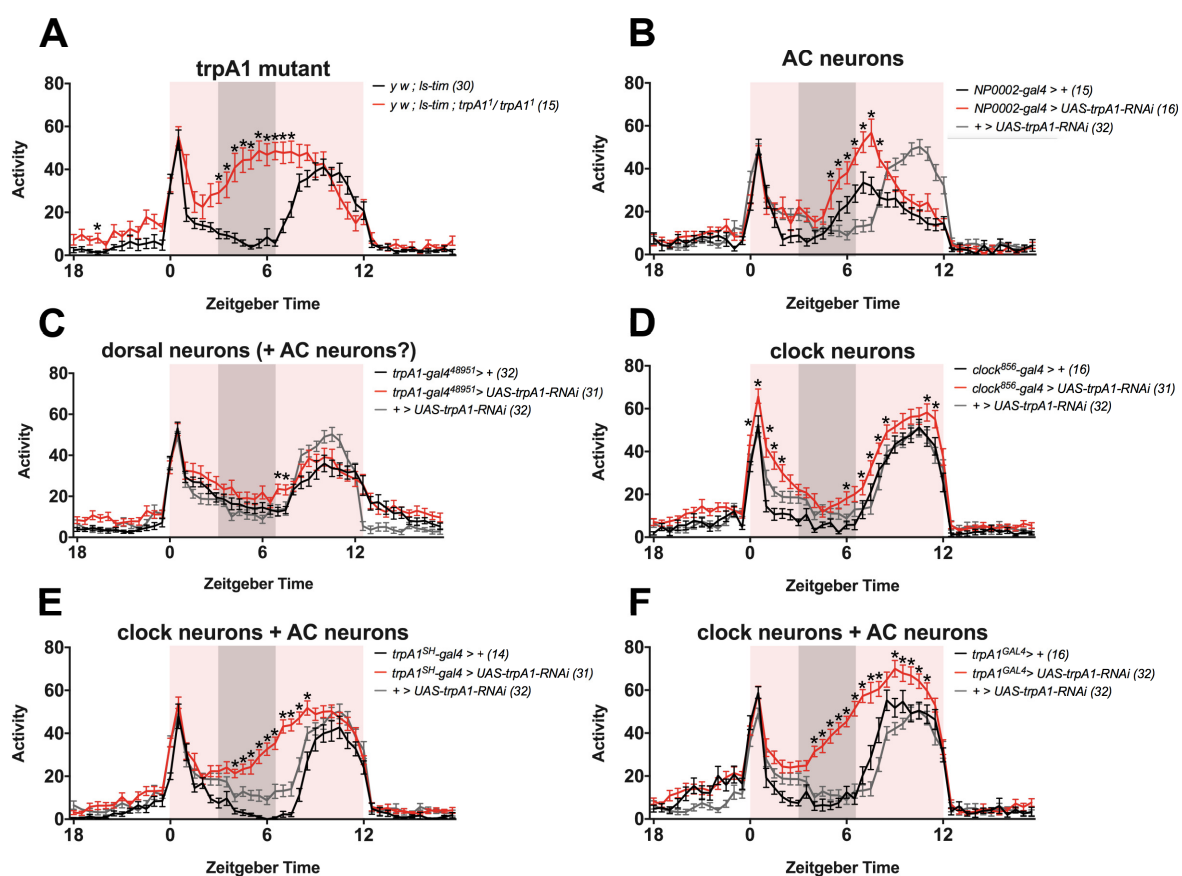 A
trpA1 mutant
y w ; ls-tim (30)
y w ; ls-tim ; trpA1¹/ trpA1¹ (15)
80
60
40
20
0
Activity
18 0 6 12
Zeitgeber Time
B
AC neurons
NP0002-gal4 > + (15)
NP0002-gal4 > UAS-trpA1-RNAi (16)
+ > UAS-trpA1-RNAi (32)
80
60
40
20
0
Activity
18 0 6 12
Zeitgeber Time
C
dorsal neurons (+ AC neurons?)
trpA1-gal4⁴⁸⁹⁵¹> + (32)
trpA1-gal4⁴⁸⁹⁵¹> UAS-trpA1-RNAi (31)
+ > UAS-trpA1-RNAi (32)
80
60
40
20
0
Activity
18 0 6 12
Zeitgeber Time
D
clock neurons
clock⁸⁵⁶-gal4 > + (16)
clock⁸⁵⁶-gal4 > UAS-trpA1-RNAi (31)
+ > UAS-trpA1-RNAi (32)
80
60
40
20
0
Activity
18 0 6 12
Zeitgeber Time
E
clock neurons + AC neurons
trpA1ˢᴴ-gal4 > + (14)
trpA1ˢᴴ-gal4 > UAS-trpA1-RNAi (31)
+ > UAS-trpA1-RNAi (32)
80
60
40
20
0
Activity
18 0 6 12
Zeitgeber Time
F
clock neurons + AC neurons
trpA1ᴳᴬᴸ⁴> + (16)
trpA1ᴳᴬᴸ⁴> UAS-trpA1-RNAi (32)
+ > UAS-trpA1-RNAi (32)
80
60
40
20
0
Activity
18 0 6 12
Zeitgeber Time